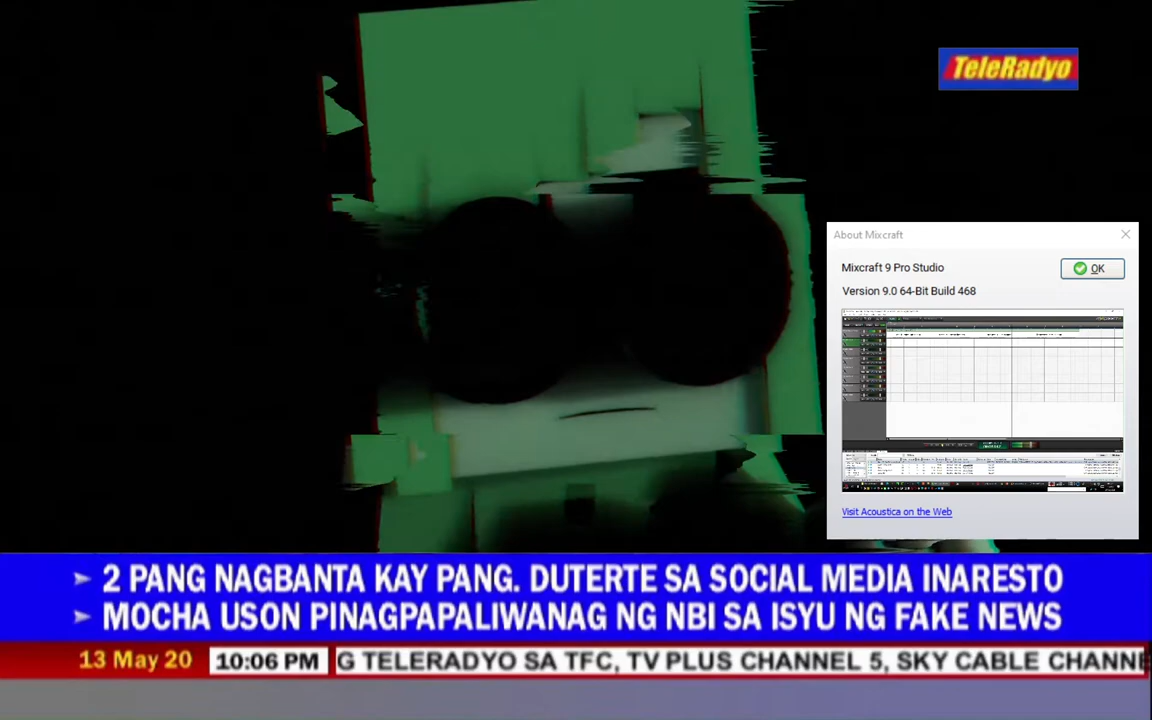 TeleRadyo
About Mixcraft
Mixcraft 9 Pro Studio
OK
Version 9.0 64-Bit Build 468
Visit Acoustica on the Web
➢ 2 PANG NAGBANTA KAY PANG. DUTERTE SA SOCIAL MEDIA INARESTO
➢ MOCHA USON PINAGPAPALIWANAG NG NBI SA ISYU NG FAKE NEWS
13 May 20 10:06 PM G TELERADYO SA TFC, TV PLUS CHANNEL 5, SKY CABLE CHANNE